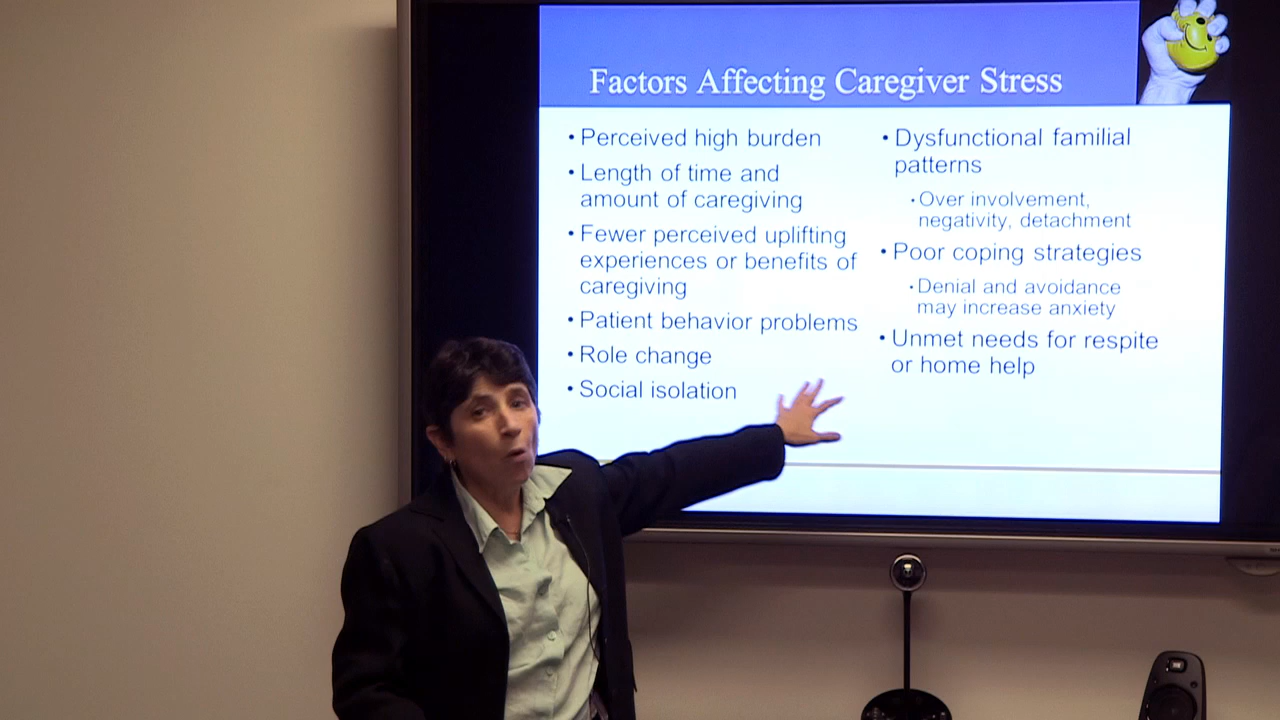 Factors Affecting Caregiver Stress
• Perceived high burden
• Length of time and
amount of caregiving
• Fewer perceived uplifting
experiences or benefits of
caregiving
• Patient behavior problems
• Role change
• Social isolation
• Dysfunctional familial
patterns
• Over involvement,
negativity, detachment
• Poor coping strategies
• Denial and avoidance
may increase anxiety
• Unmet needs for respite
or home help